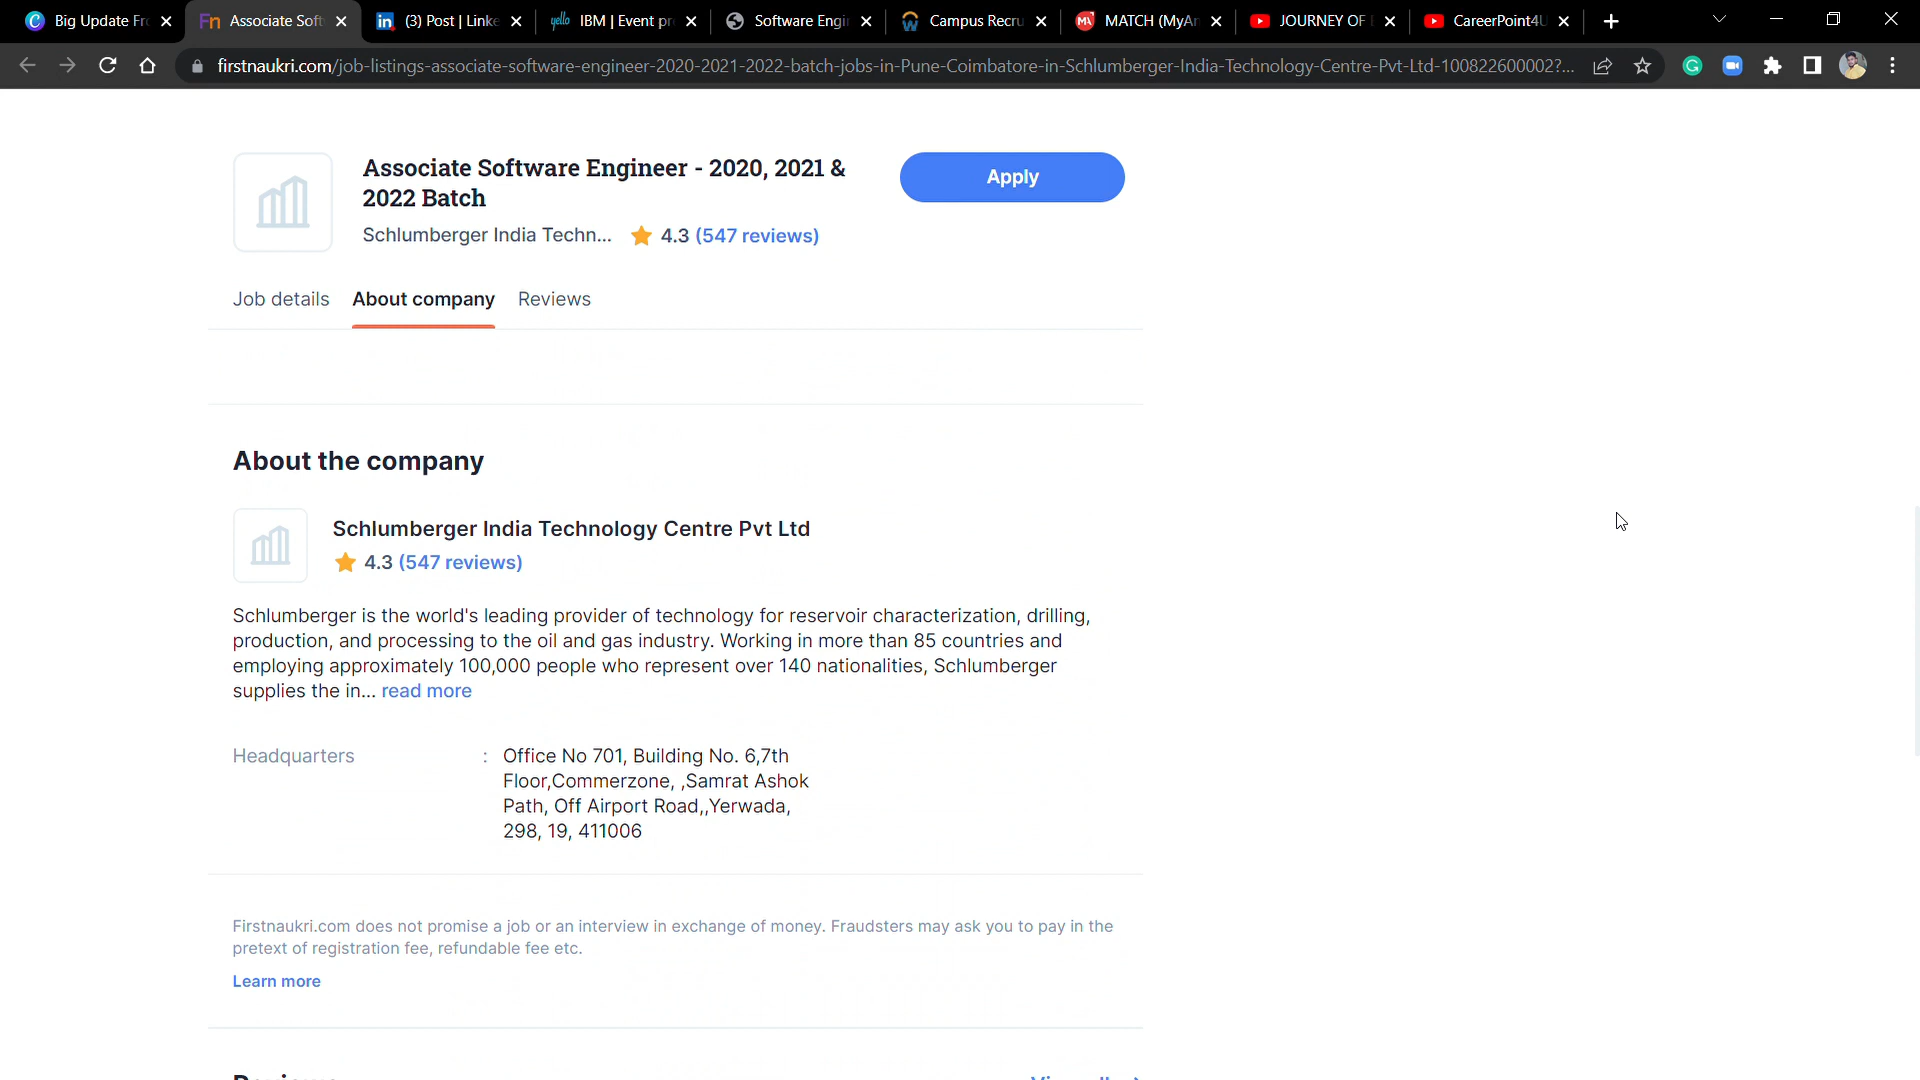 Big Update Fr
Associate Soft
(3) Post | Linke
yello IBM | Event pr
Software Engi
Campus Recru
MATCH (MyAn
JOURNEY OF
CareerPoint4U
firstnaukri.com/job-listings-associate-software-engineer-2020-2021-2022-batch-jobs-in-Pune-Coimbatore-in-Schlumberger-India-Technology-Centre-Pvt-Ltd-100822600002?...
Associate Software Engineer - 2020, 2021 &
2022 Batch
Apply
Schlumberger India Techn... 4.3 (547 reviews)
Job details About company Reviews
About the company
Schlumberger India Technology Centre Pvt Ltd
4.3 (547 reviews)
Schlumberger is the world's leading provider of technology for reservoir characterization, drilling,
production, and processing to the oil and gas industry. Working in more than 85 countries and
employing approximately 100,000 people who represent over 140 nationalities, Schlumberger
supplies the in... read more
Headquarters : Office No 701, Building No. 6,7th
Floor,Commerzone, ,Samrat Ashok
Path, Off Airport Road,,Yerwada,
298, 19, 411006
Firstnaukri.com does not promise a job or an interview in exchange of money. Fraudsters may ask you to pay in the
pretext of registration fee, refundable fee etc.
Learn more